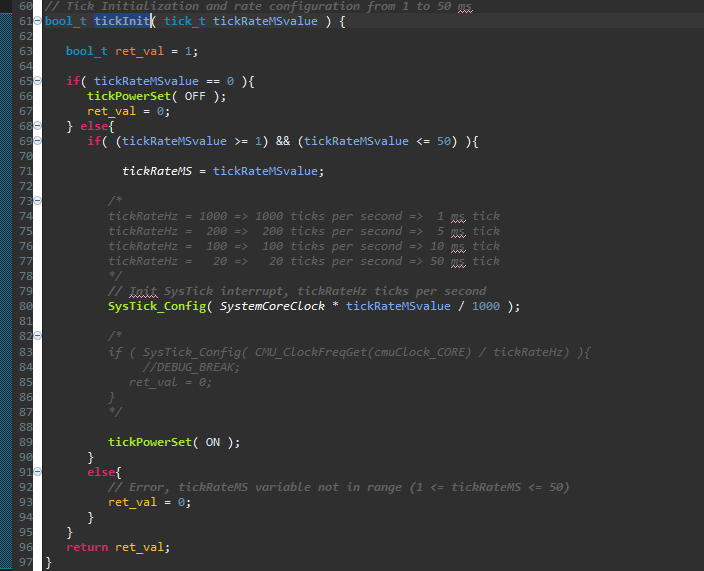 60 // Tick Initialization and rate configuration from 1 to 50 ms
61 bool_t tickInit( tick_t tickRateMSvalue ) {
62
63    bool_t ret_val = 1;
64
65    if( tickRateMSvalue == 0 ){
66       tickPowerSet( OFF );
67       ret_val = 0;
68    } else{
69       if( (tickRateMSvalue >= 1) && (tickRateMSvalue <= 50) ){
70
71            tickRateMS = tickRateMSvalue;
72
73          /*
74          tickRateHz = 1000 => 1000 ticks per second =>  1 ms tick
75          tickRateHz =  200 =>  200 ticks per second =>  5 ms tick
76          tickRateHz =  100 =>  100 ticks per second => 10 ms tick
77          tickRateHz =   20 =>   20 ticks per second => 50 ms tick
78          */
79          // Init SysTick interrupt, tickRateHz ticks per second
80          SysTick_Config( SystemCoreClock * tickRateMSvalue / 1000 );
81
82          /*
83          if ( SysTick_Config( CMU_ClockFreqGet(cmuClock_CORE) / tickRateHz) ){
84               //DEBUG_BREAK;
85             ret_val = 0;
86          }
87          */
88
89          tickPowerSet( ON );
90       }
91       else{
92          // Error, tickRateMS variable not in range (1 <= tickRateMS <= 50)
93          ret_val = 0;
94       }
95    }
96    return ret_val;
97 }